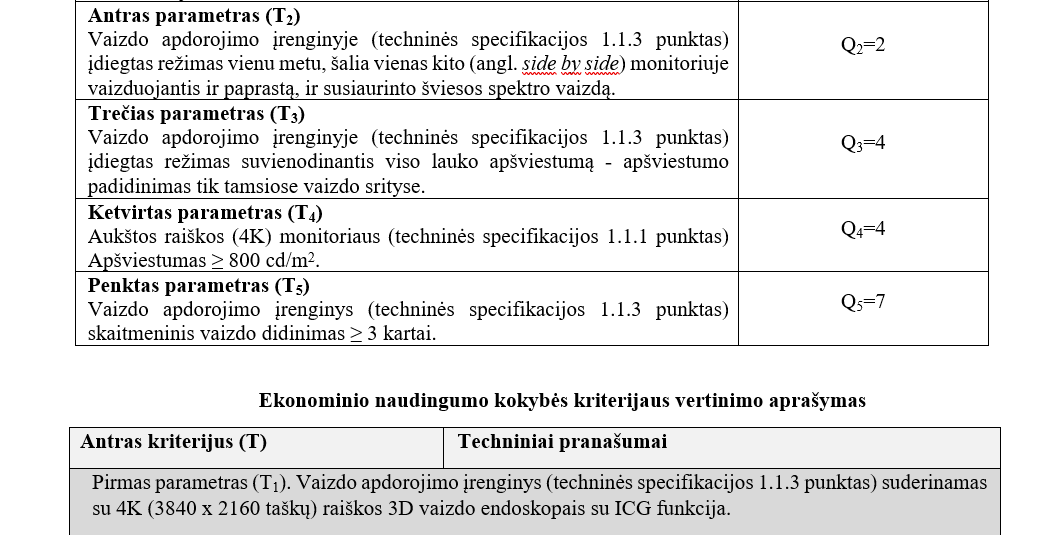 Antras parametras (T₂)
Vaizdo apdorojimo įrenginyje (techninės specifikacijos 1.1.3 punktas)
įdiegtas režimas vienu metu, šalia vienas kito (angl. side by side) monitoriuje
vaizduojantis ir paprastą, ir susiaurinto šviesos spektro vaizdą.
Q₂=2
Trečias parametras (T₃)
Vaizdo apdorojimo įrenginyje (techninės specifikacijos 1.1.3 punktas)
įdiegtas režimas suvienodinantis viso lauko apšviestumą - apšviestumo
padidinimas tik tamsiose vaizdo srityse.
Q₃=4
Ketvirtas parametras (T₄)
Aukštos raiškos (4K) monitoriaus (techninės specifikacijos 1.1.1 punktas)
Apšviestumas ≥ 800 cd/m².
Q₄=4
Penktas parametras (T₅)
Vaizdo apdorojimo įrenginys (techninės specifikacijos 1.1.3 punktas)
skaitmeninis vaizdo didinimas ≥ 3 kartai.
Q₅=7
Ekonominio naudingumo kokybės kriterijaus vertinimo aprašymas
Antras kriterijus (T)
Techniniai pranašumai
Pirmas parametras (T₁). Vaizdo apdorojimo įrenginys (techninės specifikacijos 1.1.3 punktas) suderinamas
su 4K (3840 x 2160 taškų) raiškos 3D vaizdo endoskopais su ICG funkcija.